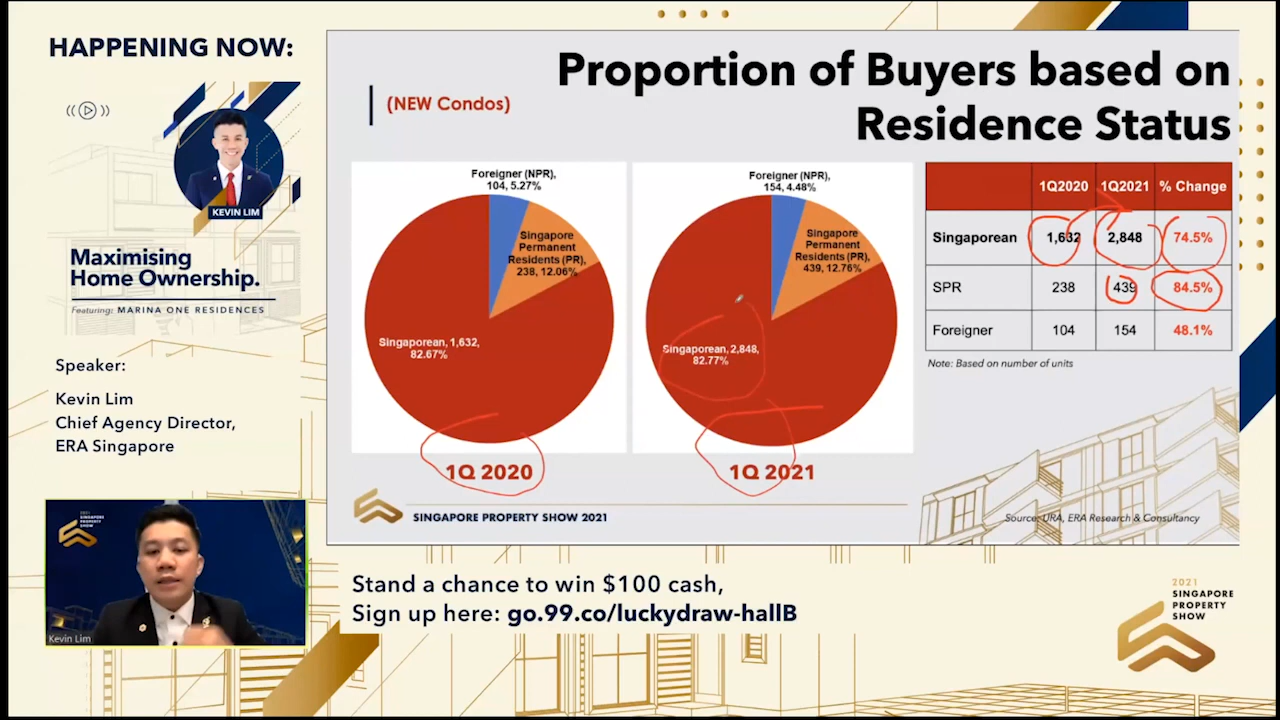 HAPPENING NOW:
KEVIN LIM
Maximising
Home Ownership.
Featuring: MARINA ONE RESIDENCES
Speaker:
Kevin Lim
Chief Agency Director,
ERA Singapore
2021
SINGAPORE
PROPERTY
SHOW
Kevin Lim
Proportion of Buyers based on
Residence Status
(NEW Condos)
Foreigner (NPR),
104, 5.27%
Singapore
Permanent
Residents (PR),
238, 12.06%
Singaporean, 1,632,
82.67%
1Q 2020
Foreigner (NPR),
154, 4.48%
Singapore
Permanent
Residents (PR),
439, 12.76%
Singaporean, 2,848,
82.77%
1Q 2021
1Q2020 1Q2021 % Change
Singaporean 1,632 2,848 74.5%
SPR 238 439 84.5%
Foreigner 104 154 48.1%
Note: Based on number of units
SINGAPORE PROPERTY SHOW 2021
Source: URA, ERA Research & Consultancy
Stand a chance to win $100 cash,
Sign up here: go.99.co/luckydraw-hallB
2021
SINGAPORE
PROPERTY
SHOW